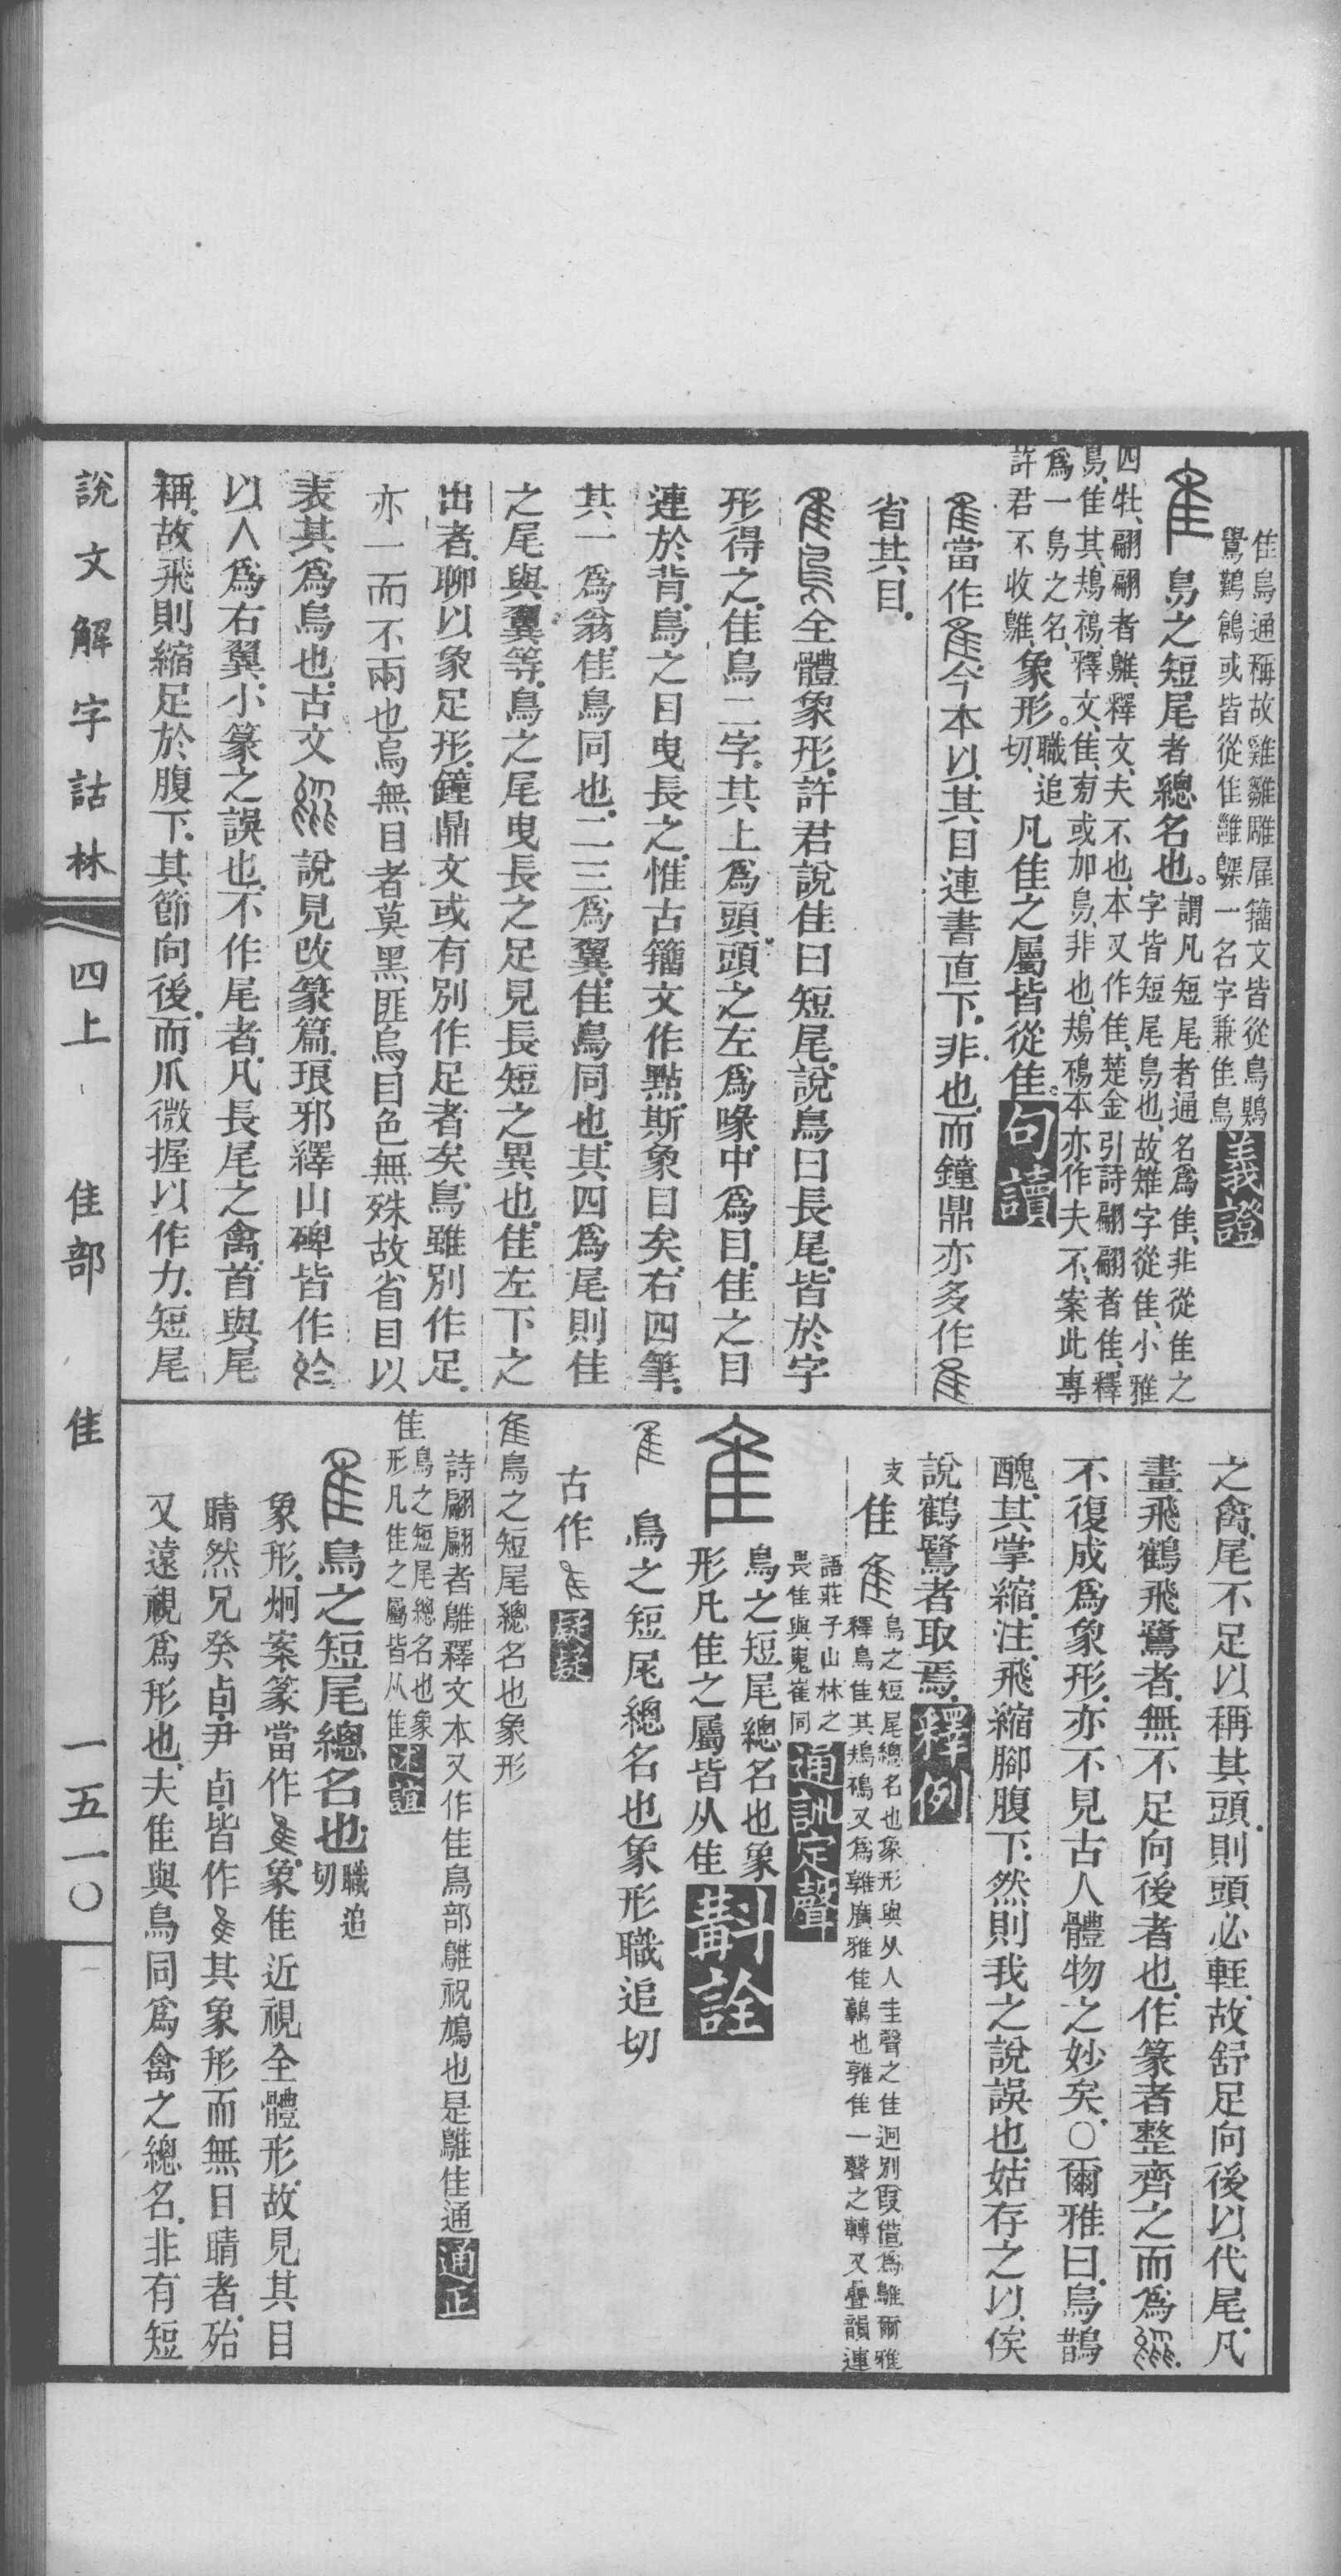 隹鳥通稱故雞雛雕雇籒文皆從鳥鶪
鸒鷐鶬或皆從隹雝䳢一名字兼隹鳥義證
鳥之短尾者總名也。謂凡短尾者通名爲隹、非從隹之
字皆短尾鳥也、故雉字從隹、小雅
四牡、翩翩者鵻、釋文、夫不也、本又作隹、楚金引詩翩翩者隹、釋
鳥、隹其、鳺鴀、釋文、隹、旁或加鳥、非也、鳺鴀本亦作夫不、案此專
爲一鳥之名、
許君不收鵻、象形。職追切、凡隹之屬皆從隹句讀
當作今本以其目連書直下非也而鐘鼎亦多作
省其目
全體象形許君說隹曰短尾說鳥曰長尾皆於字
形得之隹鳥二字其上爲頭頭之左爲喙中爲目隹之目
連於背鳥之目曳長之惟古籒文作點斯象目矣右四筆
其一爲翁隹鳥同也二三爲翼隹鳥同也其四爲尾則隹
之尾與翼等鳥之尾曳長之足見長短之異也隹左下之
出者聊以象足形鐘鼎文或有別作足者矣鳥雖別作足
亦一而不兩也烏無目者莫黑匪烏目色無殊故省目以
表其爲烏也古文說見改篆篇琅邪繹山碑皆作
以人爲右翼小篆之誤也不作尾者凡長尾之禽首與尾
稱故飛則縮足於腹下其節向後而爪微握以作力短尾
之禽尾不足以稱其頭則頭必輊故舒足向後以代尾凡
畫飛鶴飛鷺者無不足向後者也作篆者整齊之而爲
不復成爲象形亦不見古人體物之妙矣○爾雅曰烏鵲
醜其掌縮注飛縮腳腹下然則我之說誤也姑存之以俟
說鶴鷺者取焉釋例
支隹鳥之短尾總名也象形與从人圭聲之佳迥別叚借爲鵻爾雅
釋鳥隹其鳺鴀又爲鶉廣雅隹鷻也鶉隹一聲之轉又疊韻連
語莊子山林之
畏隹與嵬崔同通訓定聲
鳥之短尾總名也象
形凡隹之屬皆从隹斠詮
鳥之短尾總名也象形職追切
古作疑疑
鳥之短尾總名也象形
詩翩翩者鵻釋文本又作隹鳥部鵻祝鳩也是鵻隹通通正
隹鳥之短尾總名也象
形凡隹之屬皆从隹述誼
鳥之短尾總名也職追切
象形炯案篆當作象隹近視全體形故見其目
睛然兄癸卣尹卣皆作其象形而無目睛者殆
又遠視爲形也夫隹與鳥同爲禽之總名非有短
說文解字詁林
四上
隹部
隹
一五一○